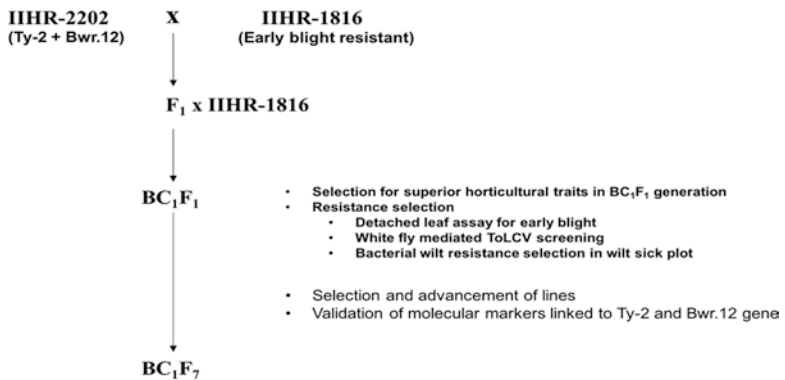 IIHR-2202 x IIHR-1816
(Ty-2 + Bwr.12) (Early blight resistant)
F₁ x IIHR-1816
BC₁F₁
• Selection for superior horticultural traits in BC₁F₁ generation
• Resistance selection
• Detached leaf assay for early blight
• White fly mediated ToLCV screening
• Bacterial wilt resistance selection in wilt sick plot
• Selection and advancement of lines
• Validation of molecular markers linked to Ty-2 and Bwr.12 gene
BC₁F₇